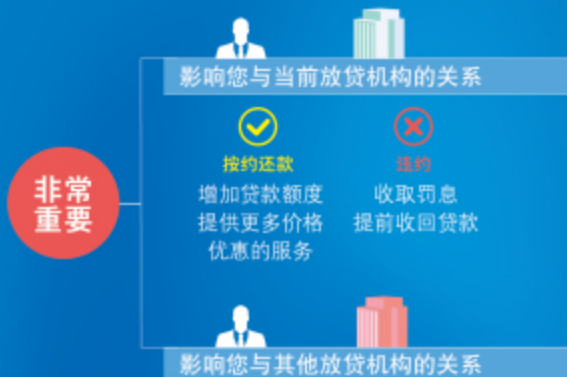 影响您与当前放贷机构的关系
按约还款
违约
非常
重要
增加贷款额度
提供更多价格
优惠的服务
收取罚息
提前收回贷款
影响您与其他放贷机构的关系